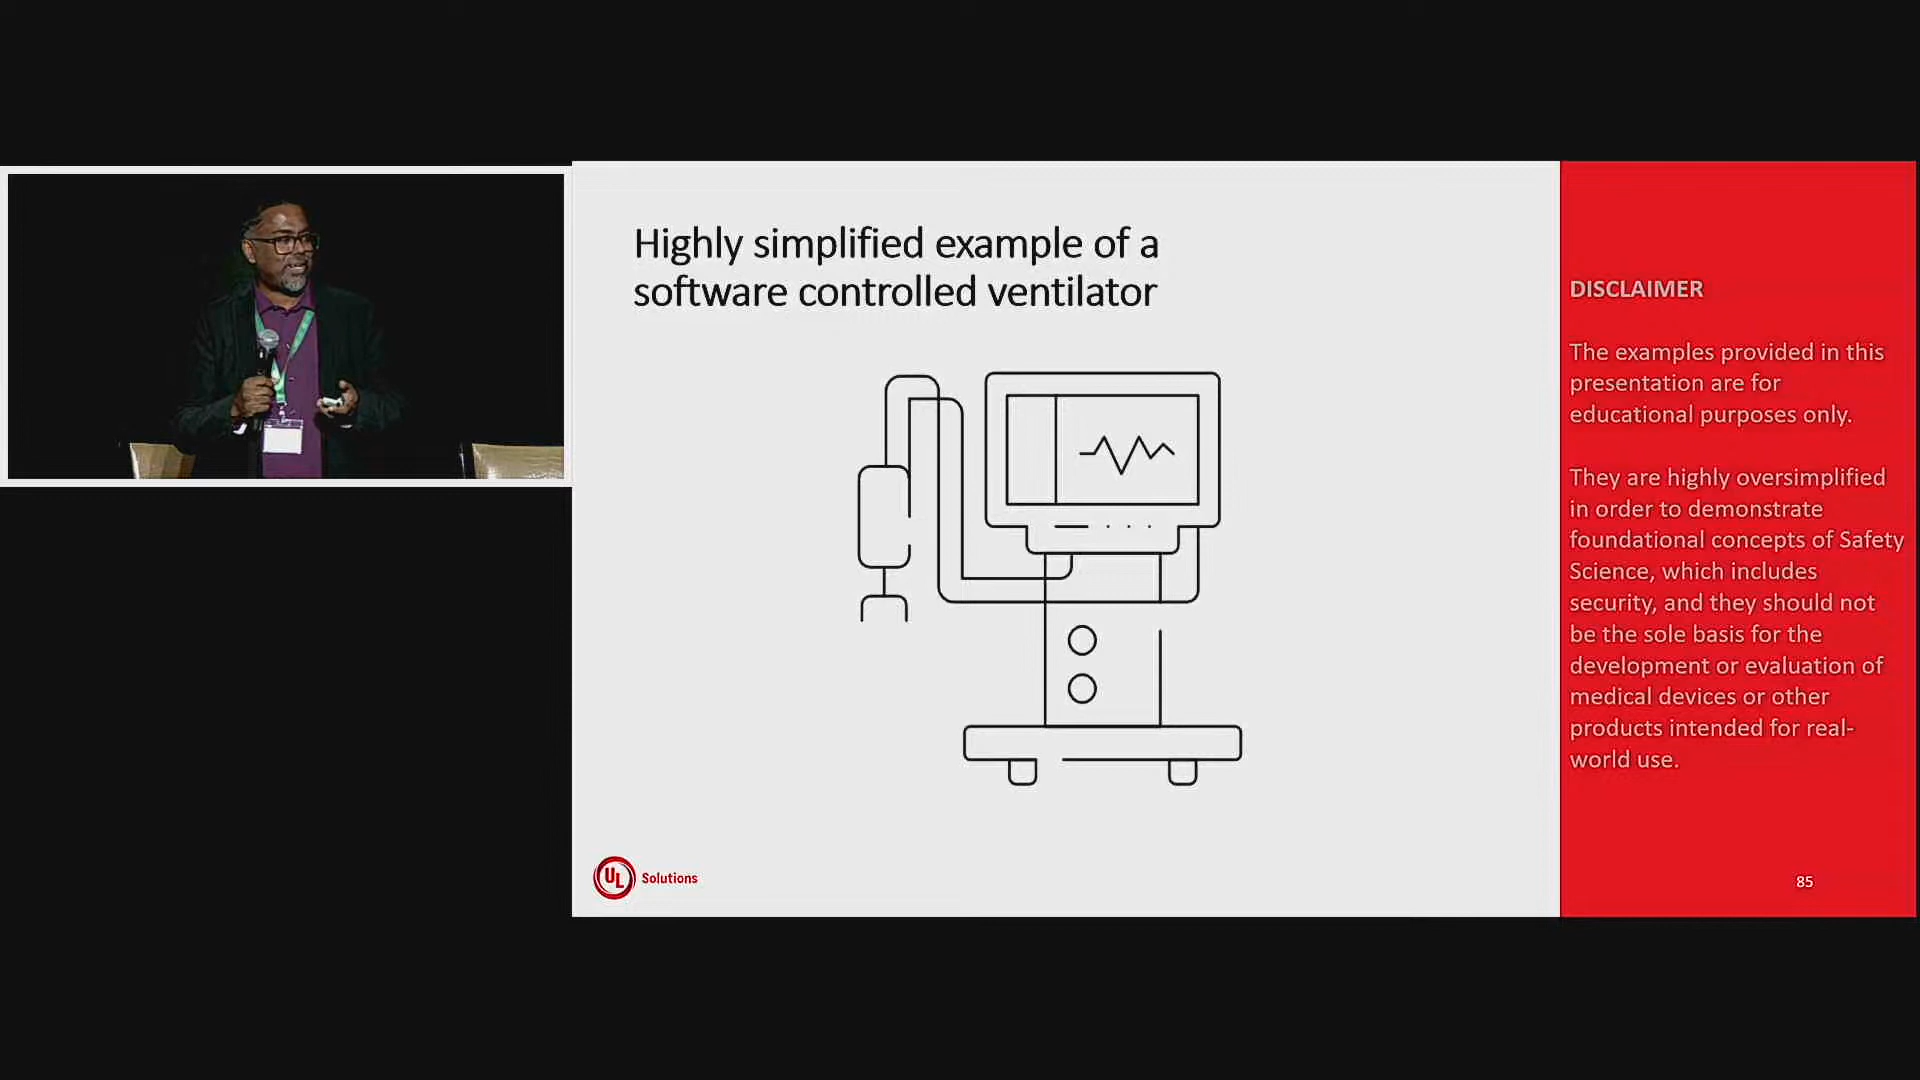 Highly simplified example of a
software controlled ventilator
DISCLAIMER
The examples provided in this
presentation are for
educational purposes only.
They are highly oversimplified
in order to demonstrate
foundational concepts of Safety
Science, which includes
security, and they should not
be the sole basis for the
development or evaluation of
medical devices or other
products intended for real-
world use.
UL Solutions
85